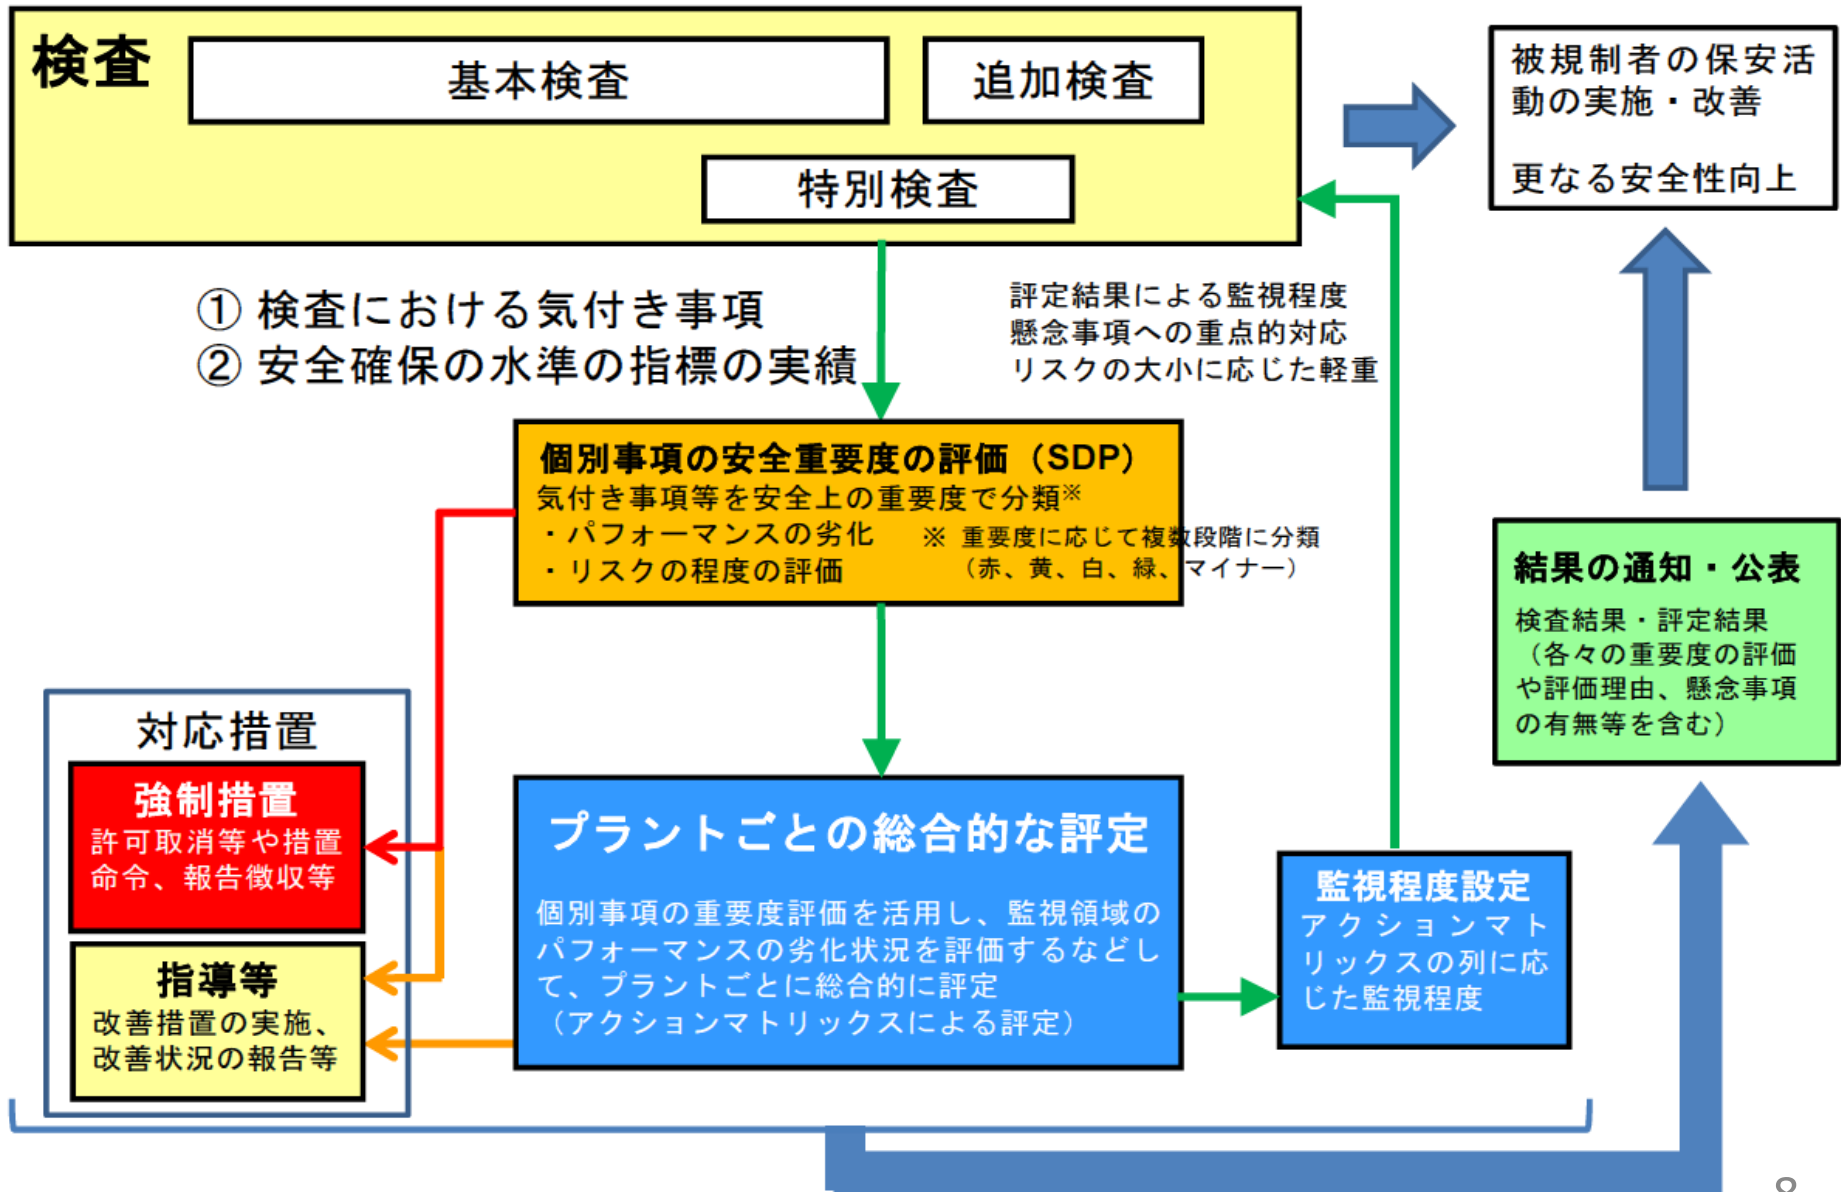 検査
基本検査
追加検査
特別検査
被規制者の保安活
動の実施・改善
更なる安全性向上
① 検査における気付き事項
② 安全確保の水準の指標の実績
評定結果による監視程度
懸念事項への重点的対応
リスクの大小に応じた軽重
個別事項の安全重要度の評価（SDP）
気付き事項等を安全上の重要度で分類※
・パフォーマンスの劣化
・リスクの程度の評価
※ 重要度に応じて複数段階に分類
（赤、黄、白、緑、マイナー）
結果の通知・公表
検査結果・評定結果
（各々の重要度の評価
や評価理由、懸念事項
の有無等を含む）
対応措置
強制措置
許可取消等や措置
命令、報告徴収等
指導等
改善措置の実施、
改善状況の報告等
プラントごとの総合的な評定
個別事項の重要度評価を活用し、監視領域の
パフォーマンスの劣化状況を評価するなどし
て、プラントごとに総合的に評定
（アクションマトリックスによる評定）
監視程度設定
アクションマト
リックスの列に応
じた監視程度